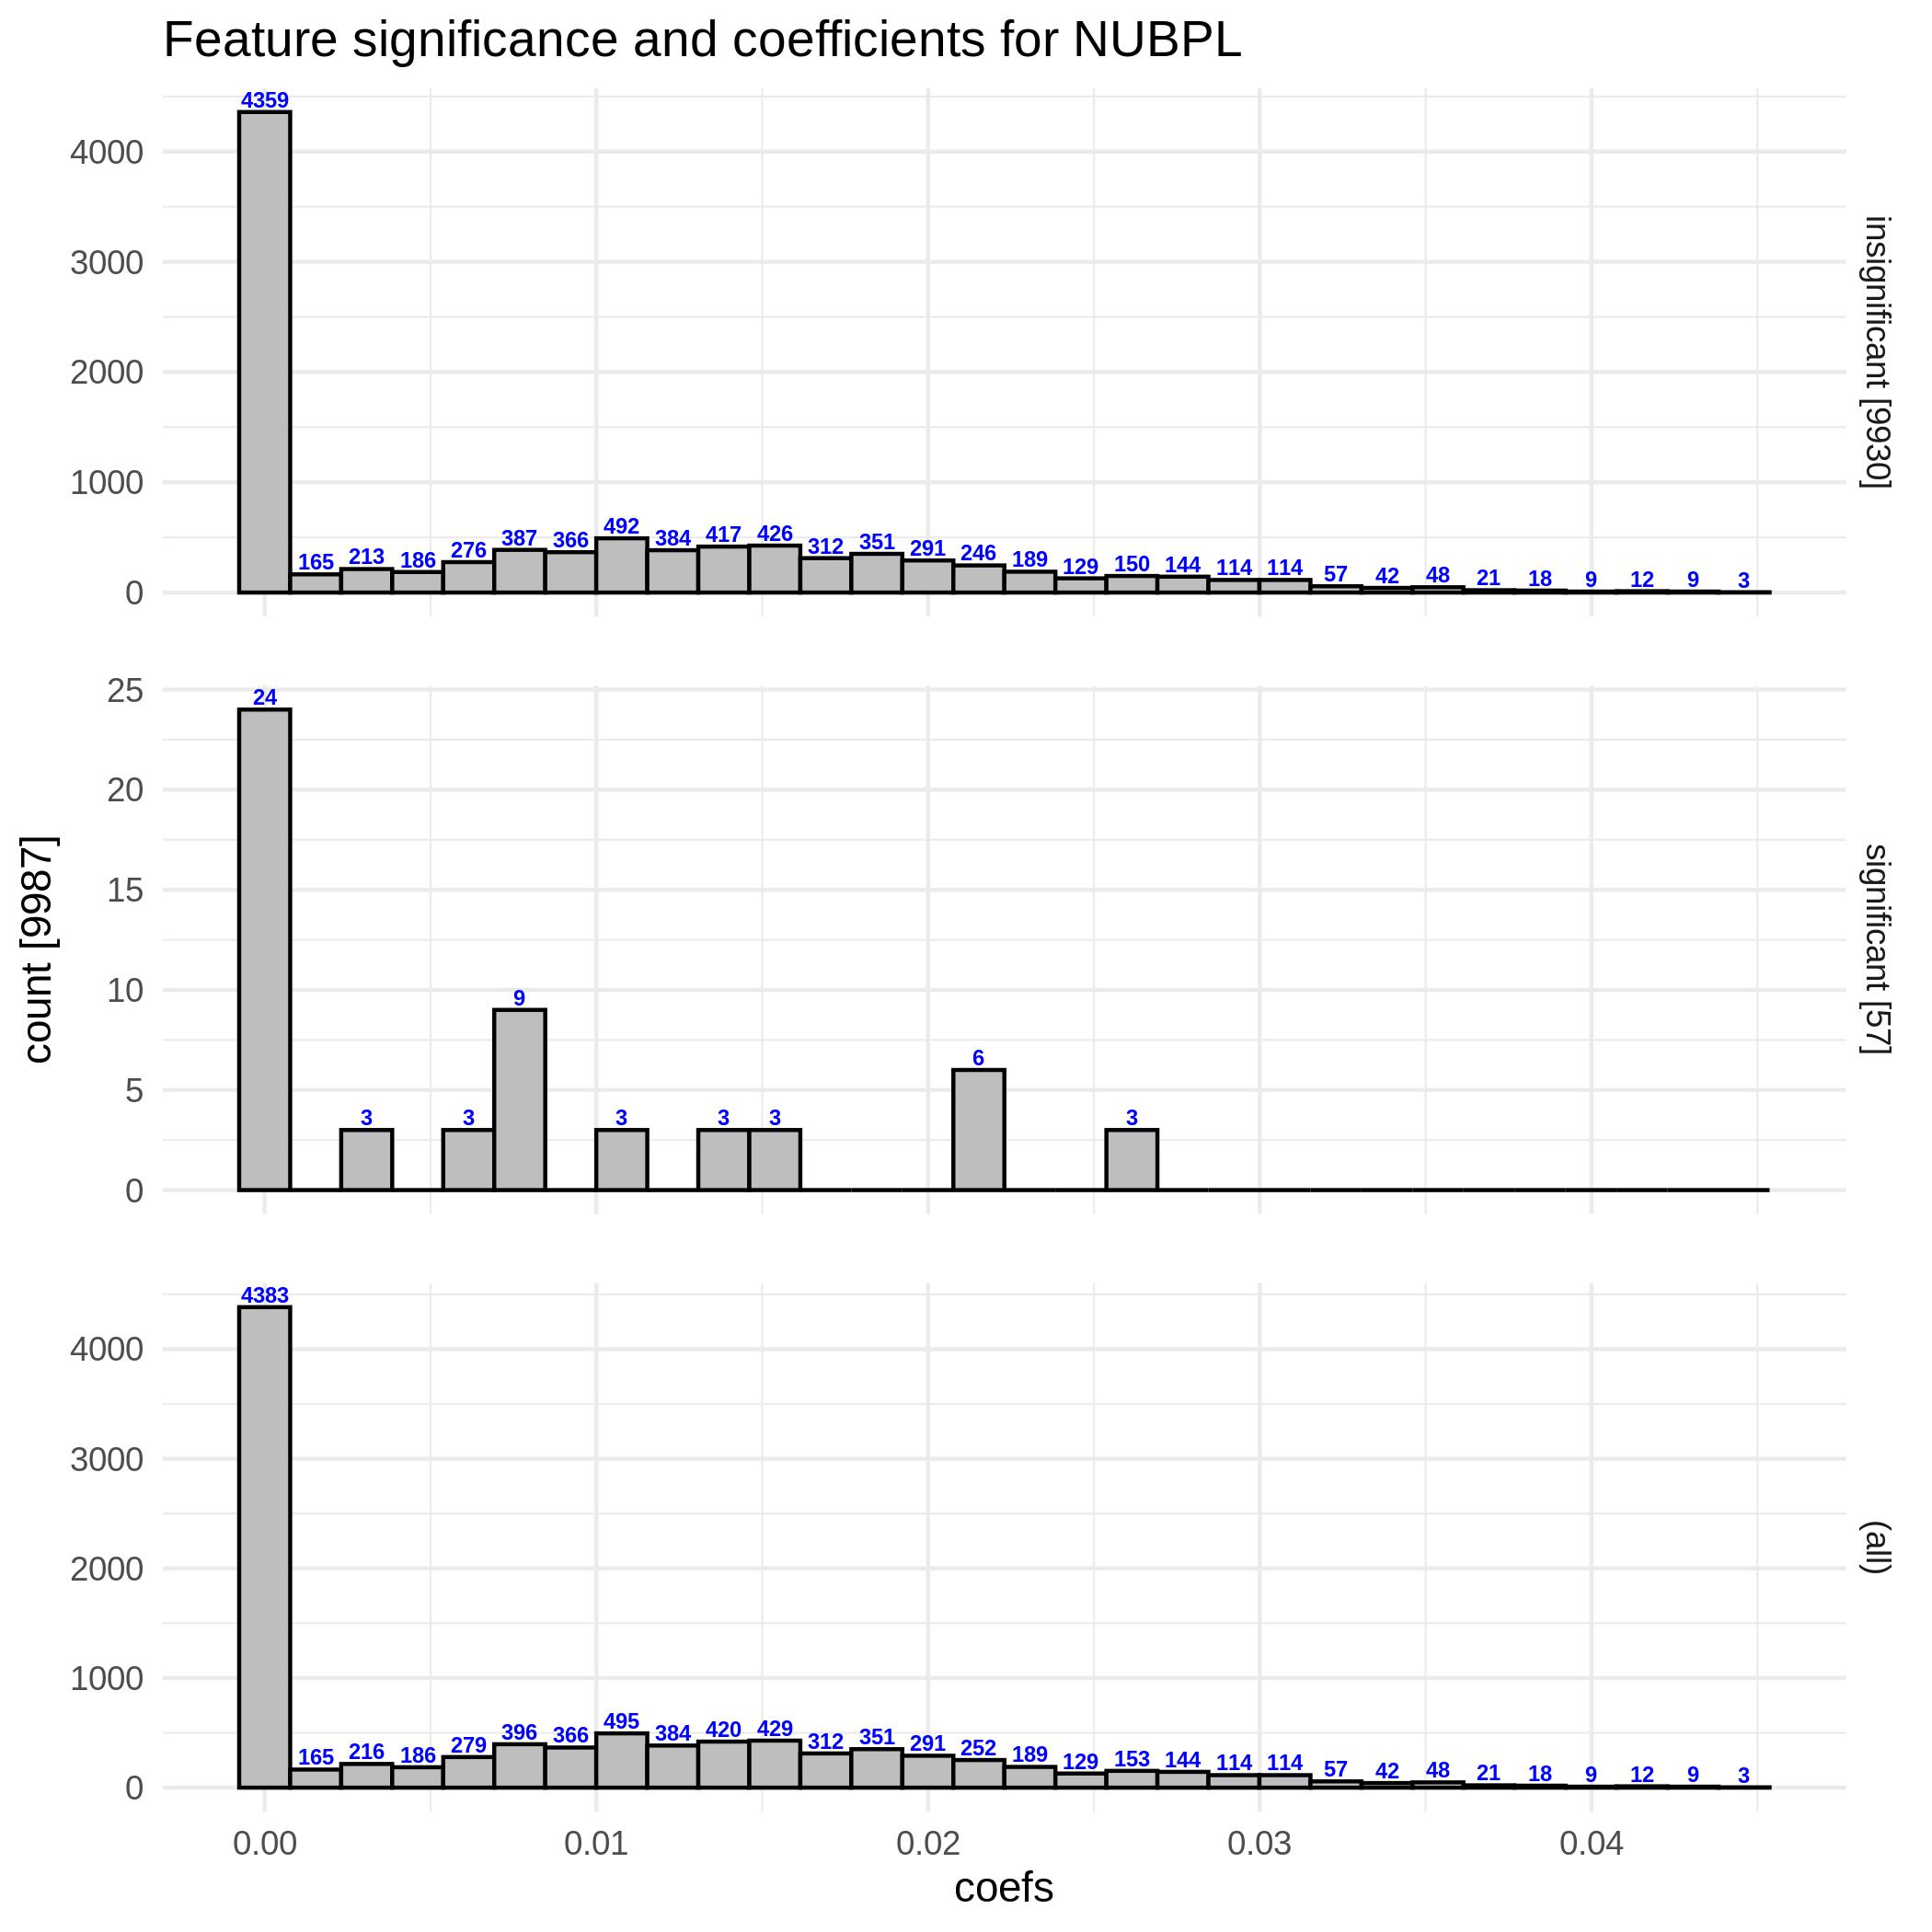 Feature significance and coefficients for NUBPL
count [9987]
4000
3000
2000
1000
0
4359 165 213 186 276 387 366 492 384 417 426 312 351 291 246 189 129 150 144 114 114 57 42 48 21 18 9 12 9 3
insignificant [9930]
25
20
15
10
5
0
24 3 3 9 3 3 3 6 3
significant [57]
4000
3000
2000
1000
0
4383 165 216 186 279 396 366 495 384 420 429 312 351 291 252 189 129 153 144 114 114 57 42 48 21 18 9 12 9 3
(all)
0.00 0.01 0.02 0.03 0.04
coefs